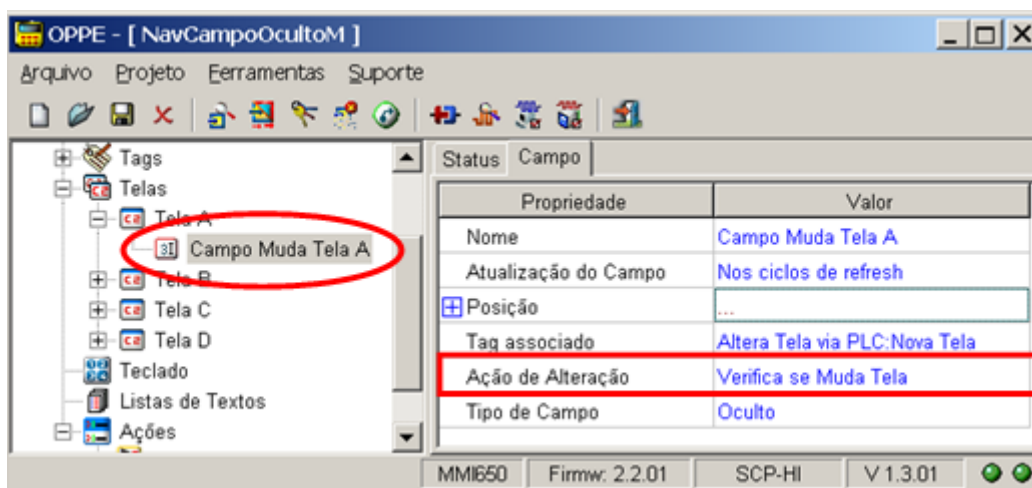 OPPE - [ NavCampoOcultoM ]
Arquivo Projeto Ferramentas Suporte
Tags
Telas
Tela A
Campo Muda Tela A
Tela B
Tela C
Tela D
Teclado
Listas de Textos
Ações
Status Campo
Propriedade Valor
Nome Campo Muda Tela A
Atualização do Campo Nos ciclos de refresh
Posição ...
Tag associado Altera Tela via PLC:Nova Tela
Ação de Alteração Verifica se Muda Tela
Tipo de Campo Oculto
MMI650 Firmw: 2.2.01 SCP-HI V 1.3.01